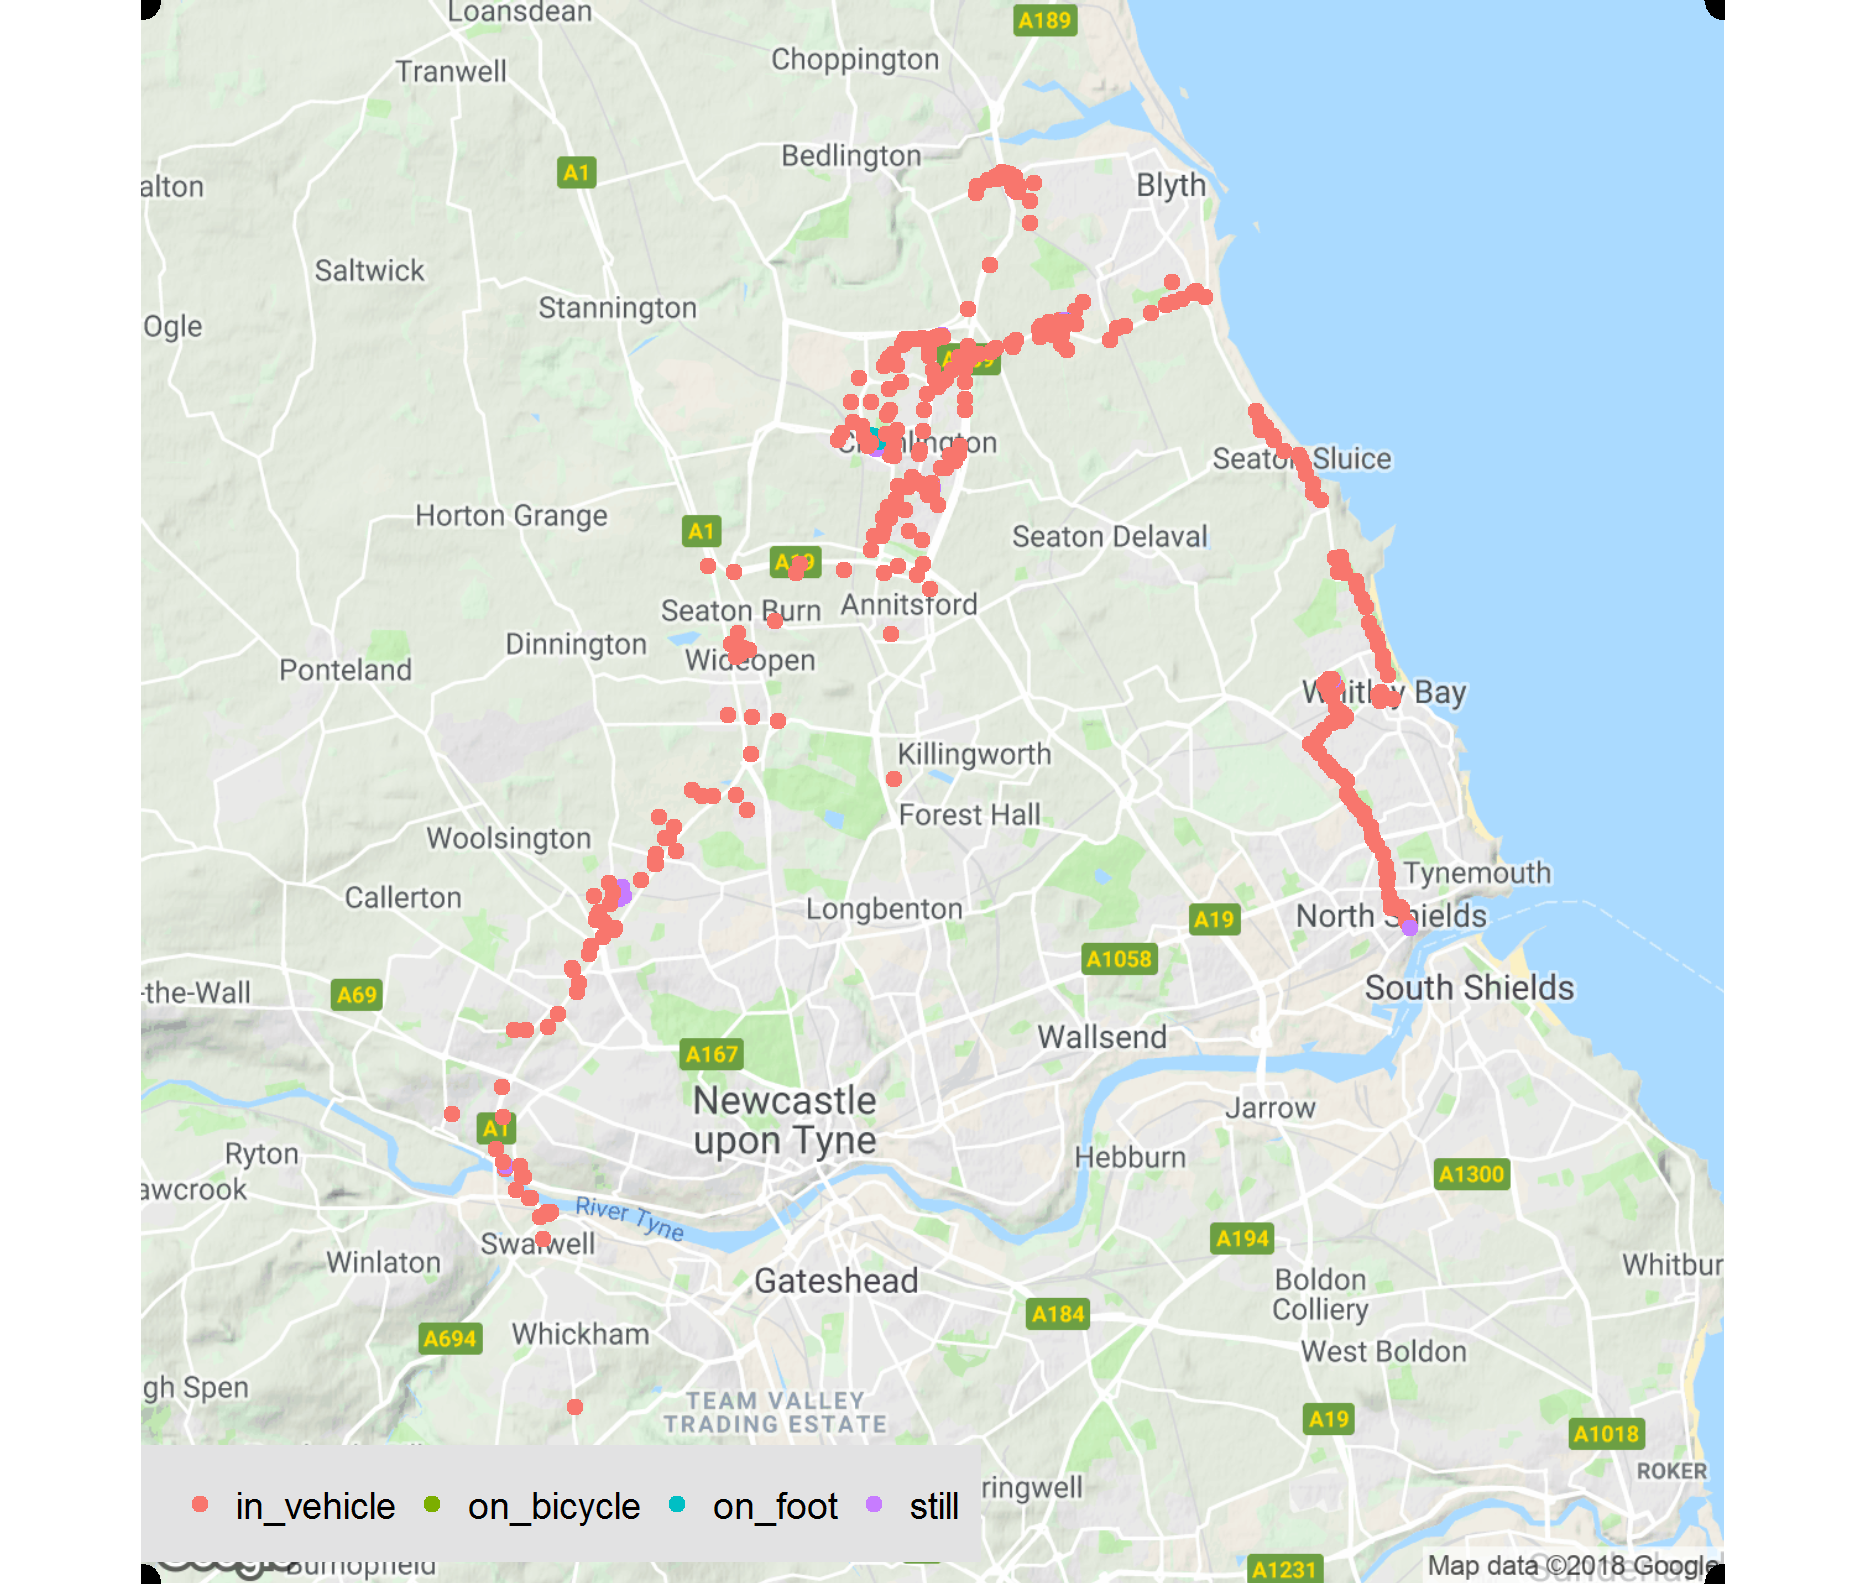 Loansdean
A189
Choppington
Tranwell
Bedlington
A1
alton
Blyth
Saltwick
Stannington
Ogle
Seaton Sluice
Horton Grange
A1
Seaton Delaval
A19
Seaton Burn
Annitsford
Dinnington
Wideopen
Ponteland
Whitley Bay
Killingworth
Forest Hall
Woolsington
Tynemouth
Callerton
Longbenton
North Shields
A19
A1058
-the-Wall
A69
South Shields
Wallsend
A167
Newcastle
upon Tyne
Jarrow
A1
Ryton
Hebburn
A1300
awcrook
River Tyne
Swalwell
A194
Winlaton
Whitbur
Gateshead
Boldon
Colliery
A184
Whickham
A694
West Boldon
gh Spen
TEAM VALLEY
TRADING ESTATE
A19
A1018
ROKER
ringwell
in_vehicle on_bicycle on_foot still
Burnopfield
A1231
Map data ©2018 Google